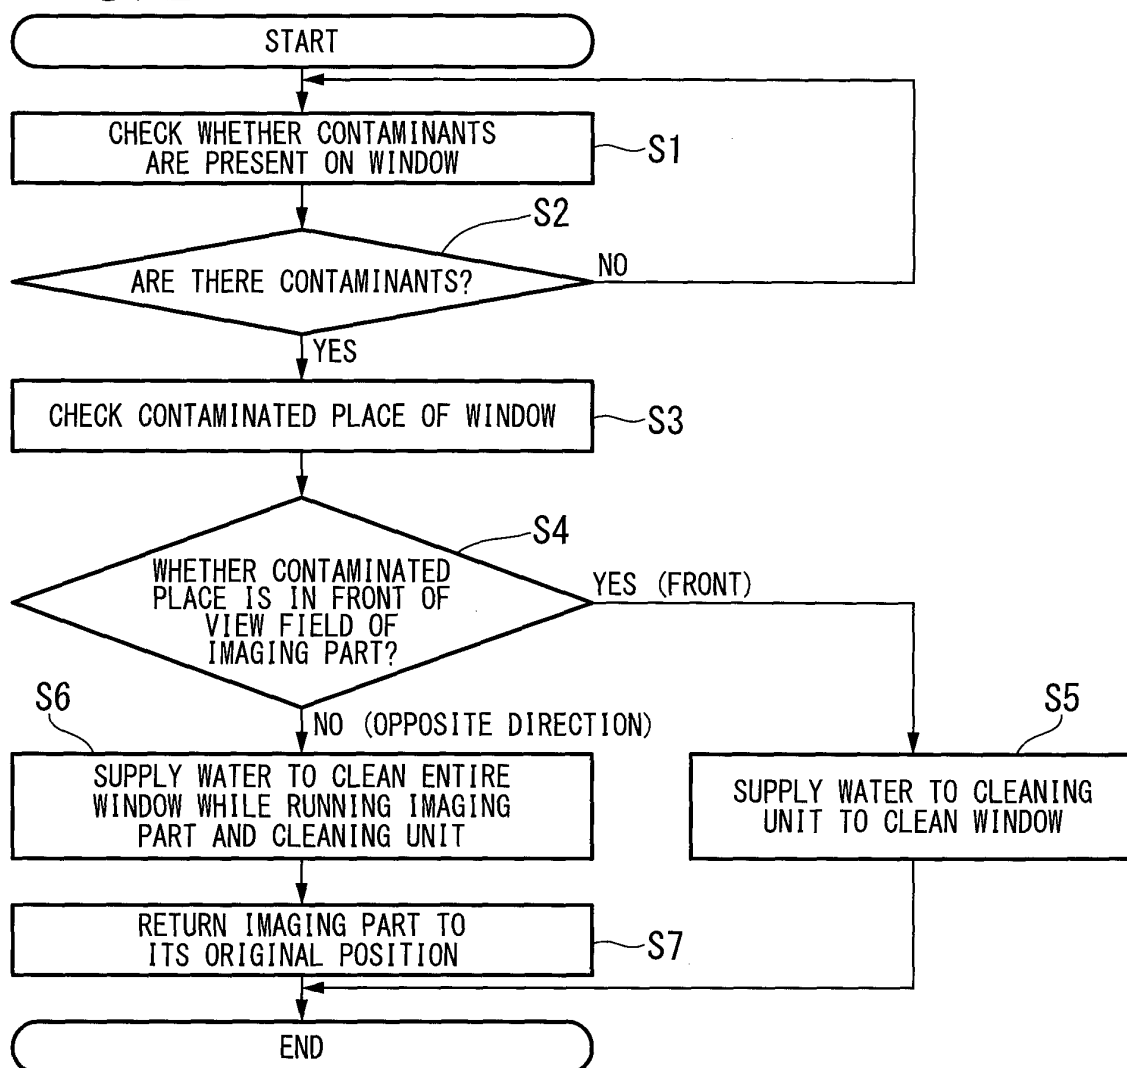 START
CHECK WHETHER CONTAMINANTS
ARE PRESENT ON WINDOW
S1
S2
ARE THERE CONTAMINANTS?
NO
YES
CHECK CONTAMINATED PLACE OF WINDOW
S3
S4
WHETHER CONTAMINATED
PLACE IS IN FRONT OF
VIEW FIELD OF
IMAGING PART?
YES (FRONT)
NO (OPPOSITE DIRECTION)
S6
SUPPLY WATER TO CLEAN ENTIRE
WINDOW WHILE RUNNING IMAGING
PART AND CLEANING UNIT
S5
SUPPLY WATER TO CLEANING
UNIT TO CLEAN WINDOW
RETURN IMAGING PART TO
ITS ORIGINAL POSITION
S7
END